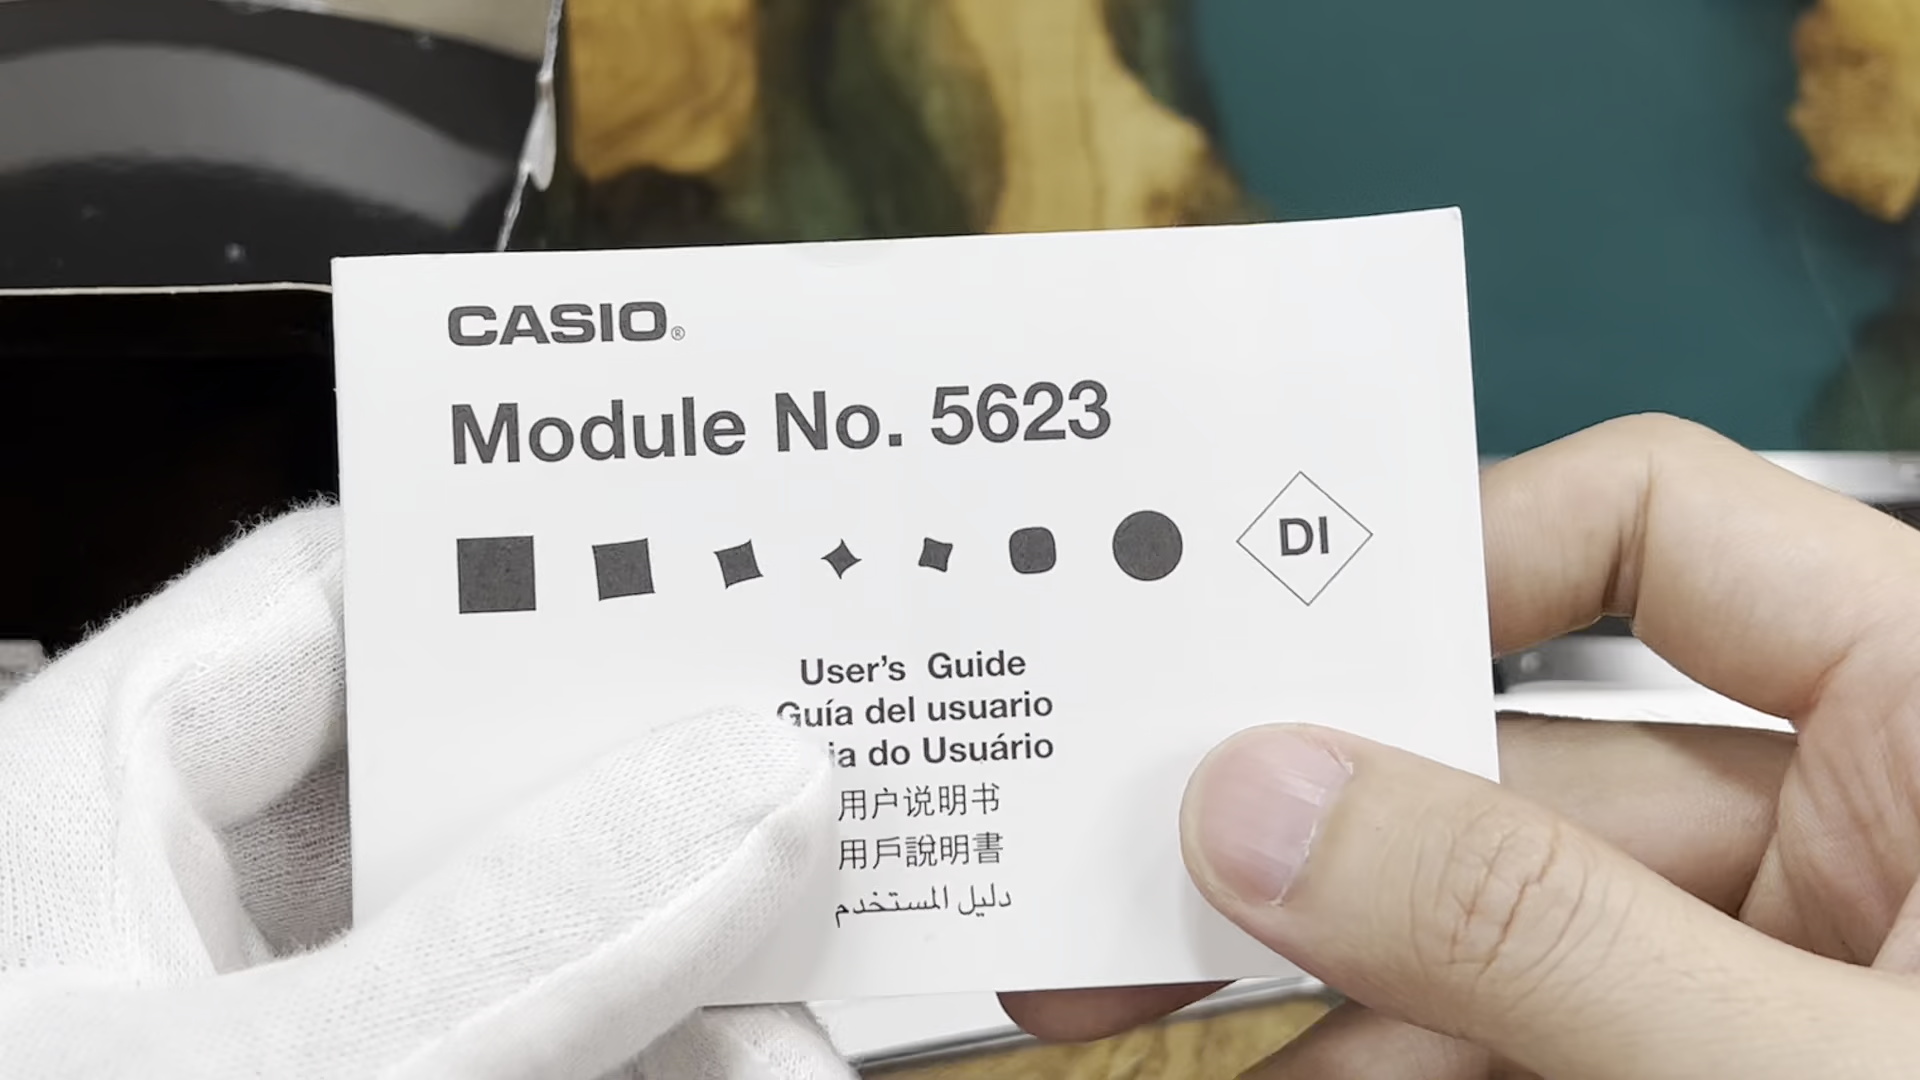 CASIO®
Module No. 5623
DI
User's Guide
Guía del usuario
do Usuário
用户说明书
用戶說明書
دليل المستخدم